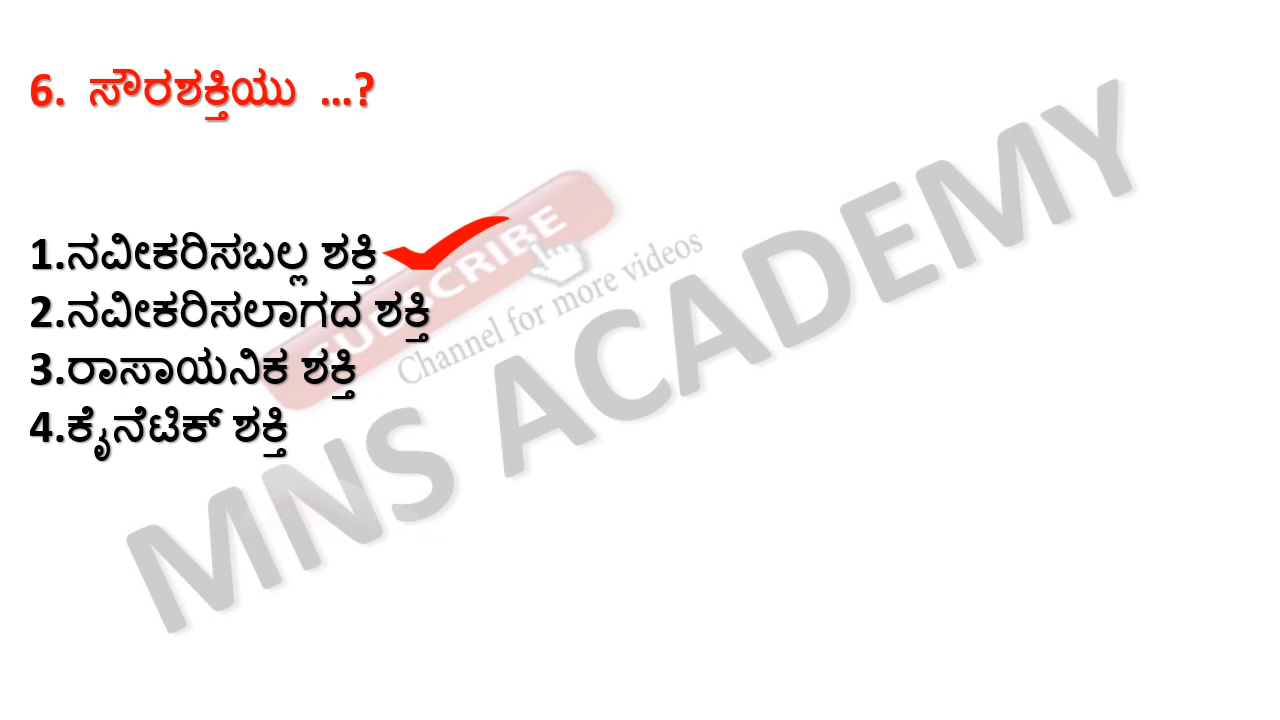 6. ಸೌರಶಕ್ತಿಯು ...?
1.ನವೀಕರಿಸಬಲ್ಲ ಶಕ್ತಿ
2.ನವೀಕರಿಸಲಾಗದ ಶಕ್ತಿ
3.ರಾಸಾಯನಿಕ ಶಕ್ತಿ
4.ಕೈನೆಟಿಕ್ ಶಕ್ತಿ
SUBSCRIBE
Channel for more videos
MNS ACADEMY